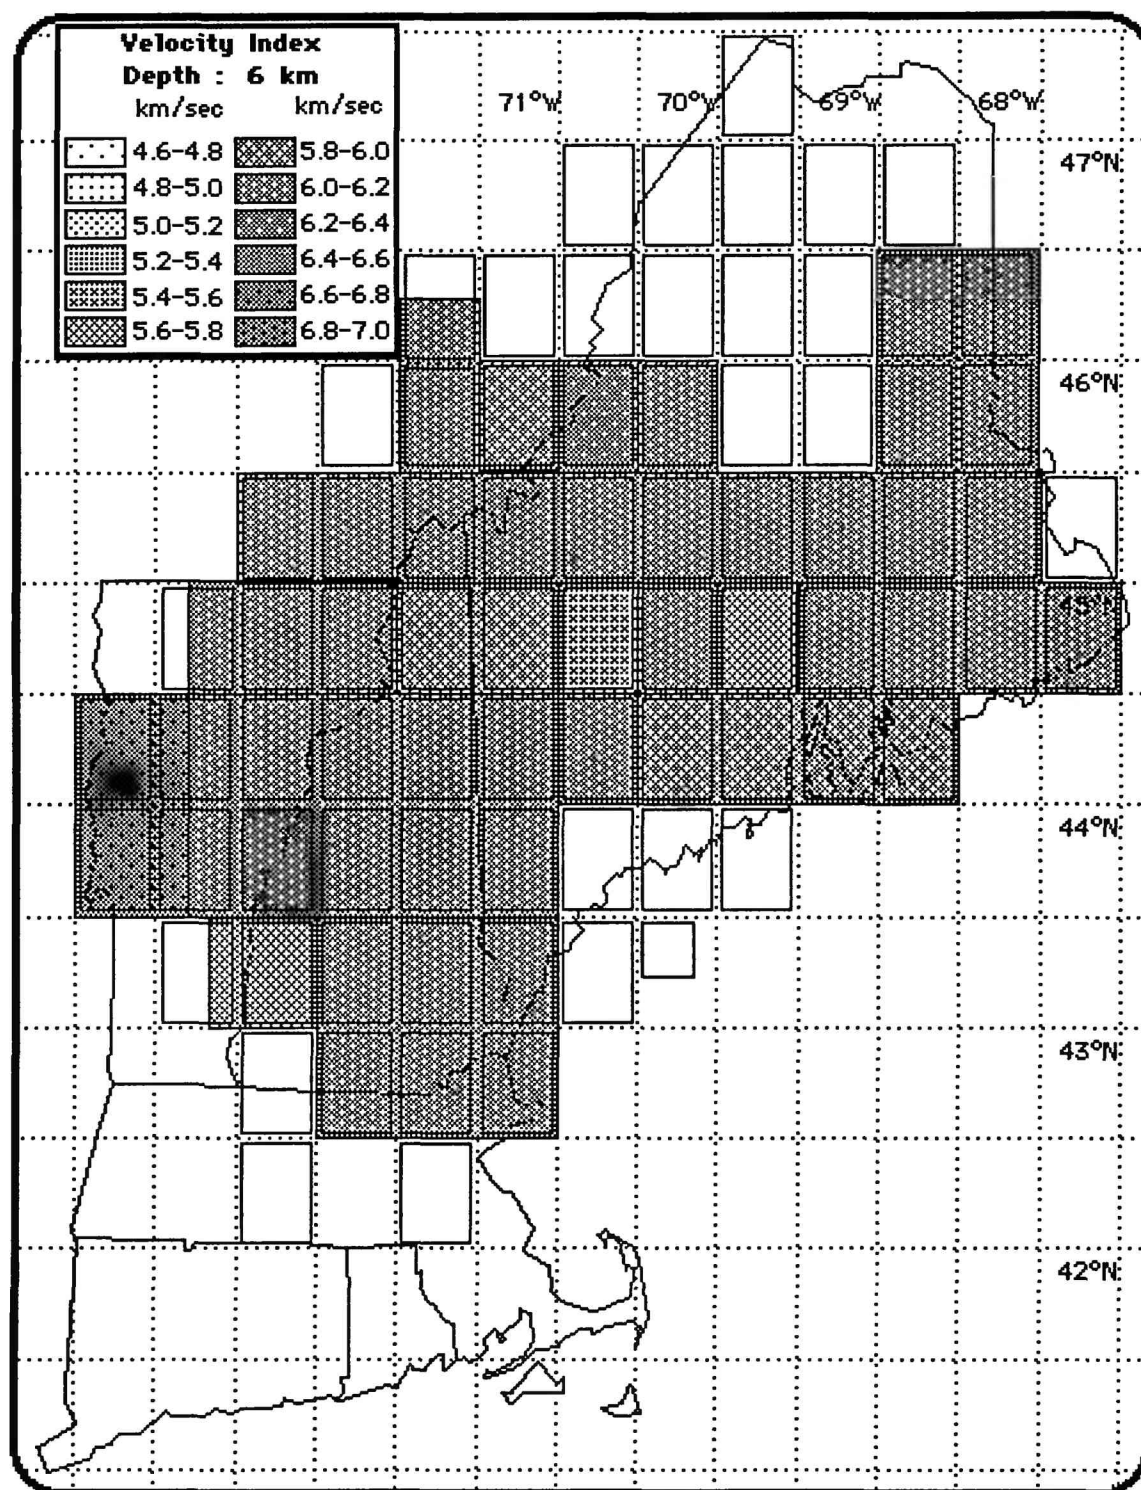 Velocity Index
Depth : 6 km
km/sec km/sec
4.6-4.8 5.8-6.0
4.8-5.0 6.0-6.2
5.0-5.2 6.2-6.4
5.2-5.4 6.4-6.6
5.4-5.6 6.6-6.8
5.6-5.8 6.8-7.0
71°W 70°W 69°W 68°W
47°N
46°N
45°N
44°N
43°N
42°N